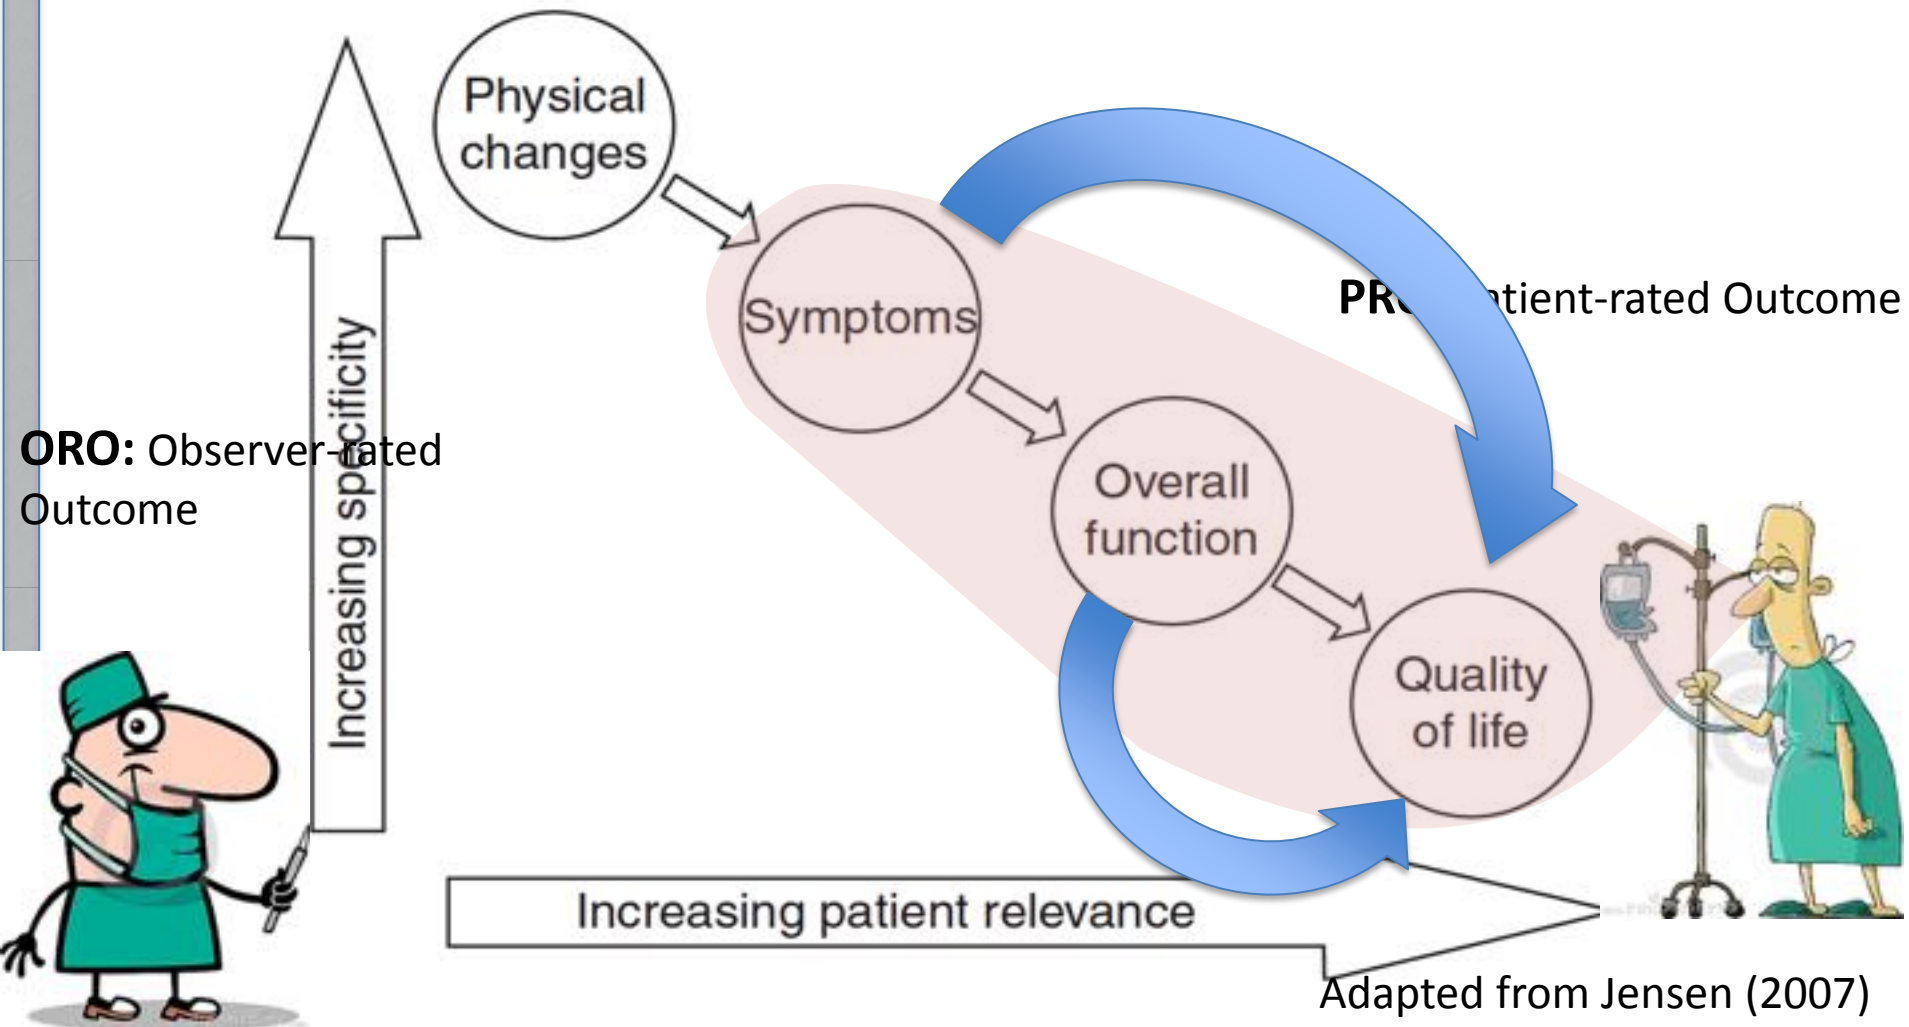 Physical
changes
Symptoms
PR tient-rated Outcome
Increasing specificity
ORO: Observer-rated
Outcome
Overall
function
Quality
of life
Increasing patient relevance
Adapted from Jensen (2007)